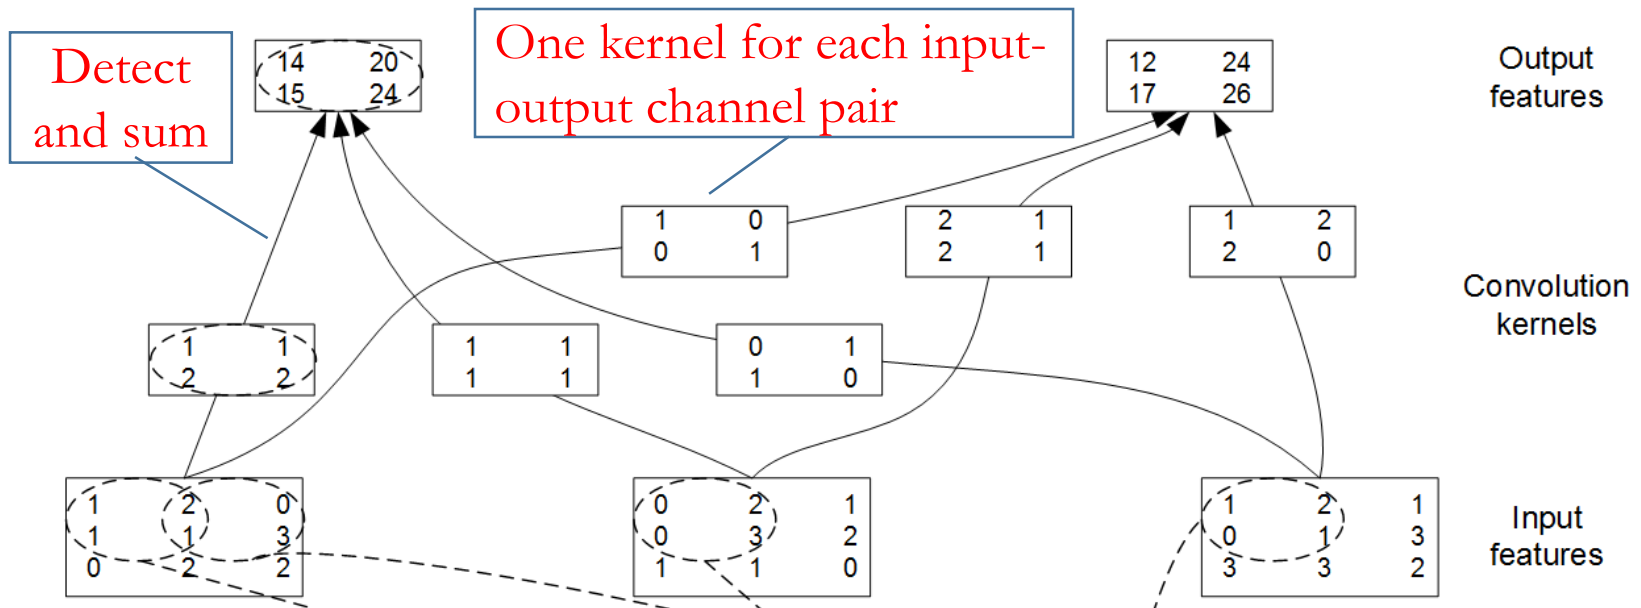 Detect
and sum
14 20
15 24
One kernel for each input-
output channel pair
12 24
17 26
Output
features
1 0
0 1
2 1
2 1
1 2
2 0
Convolution
kernels
1 1
2 2
1 1
1 1
0 1
1 0
1 2 0
1 1 3
0 2 2
0 2 1
0 3 2
1 1 0
1 2 1
0 1 3
3 3 2
Input
features